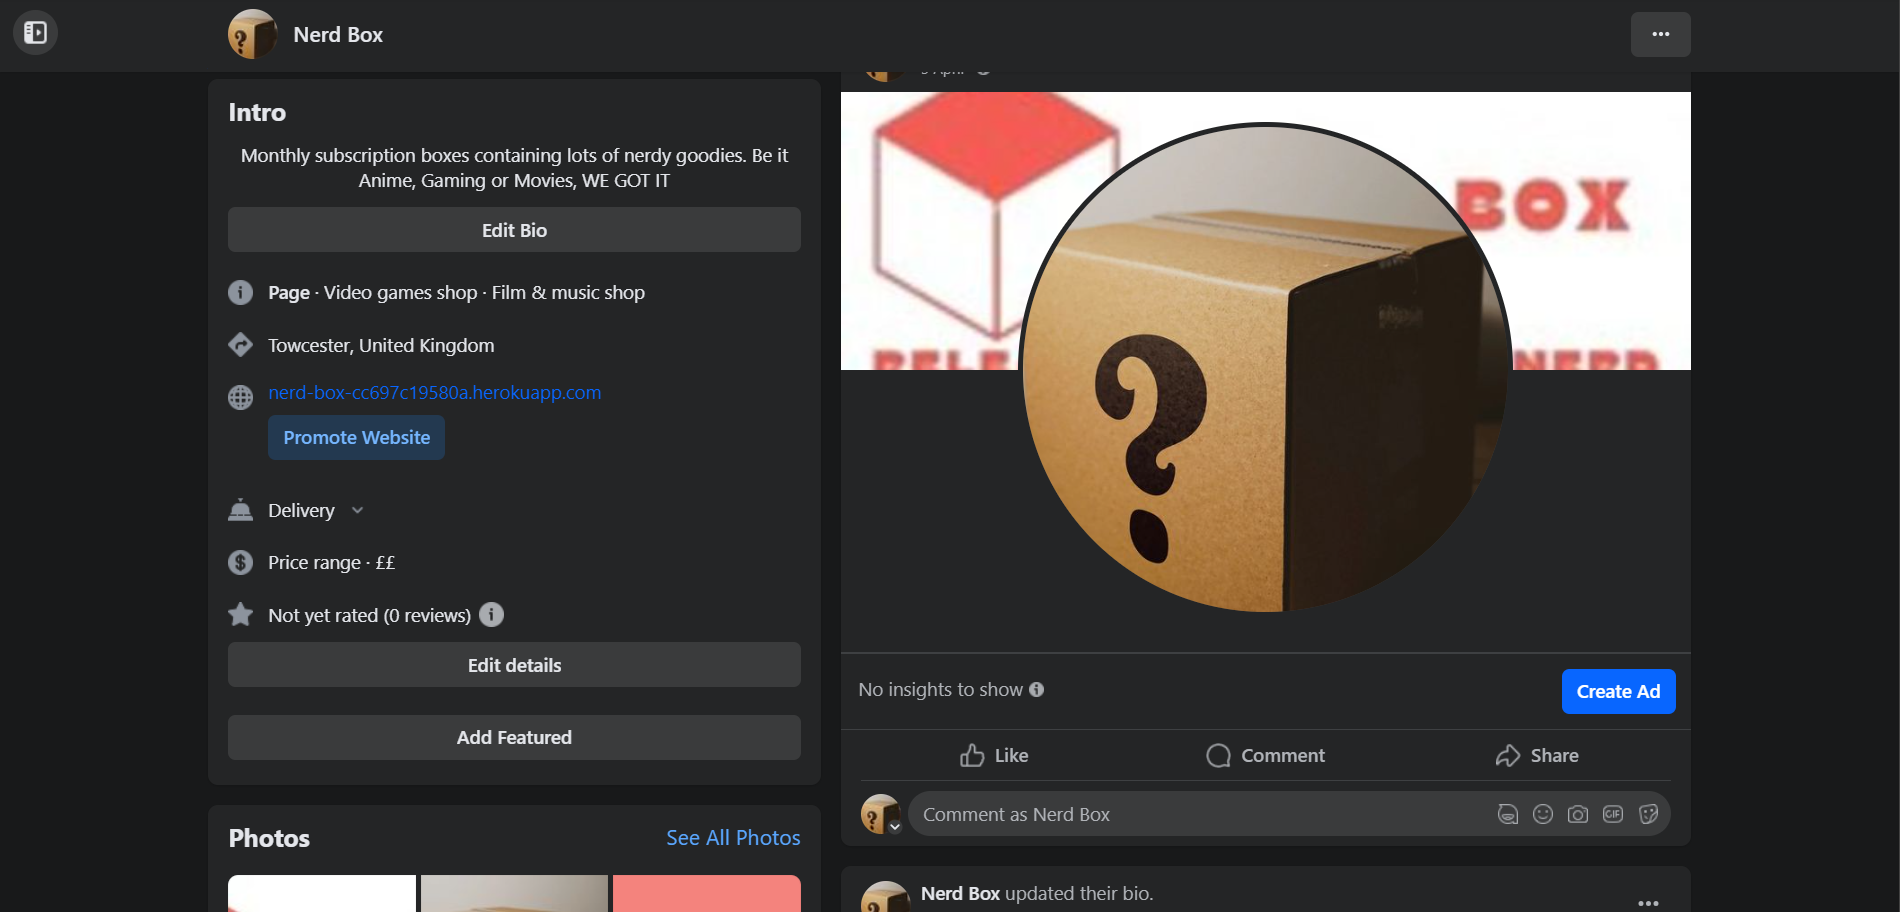 Nerd Box
Intro
Monthly subscription boxes containing lots of nerdy goodies. Be it
Anime, Gaming or Movies, WE GOT IT
Edit Bio
Page · Video games shop · Film & music shop
Towcester, United Kingdom
nerd-box-cc697c19580a.herokuapp.com
Promote Website
Delivery
Price range · ££
Not yet rated (0 reviews)
Edit details
Add Featured
Photos
See All Photos
BOX
NERD
?
No insights to show
Create Ad
Like
Comment
Share
Comment as Nerd Box
GIF
Nerd Box updated their bio.